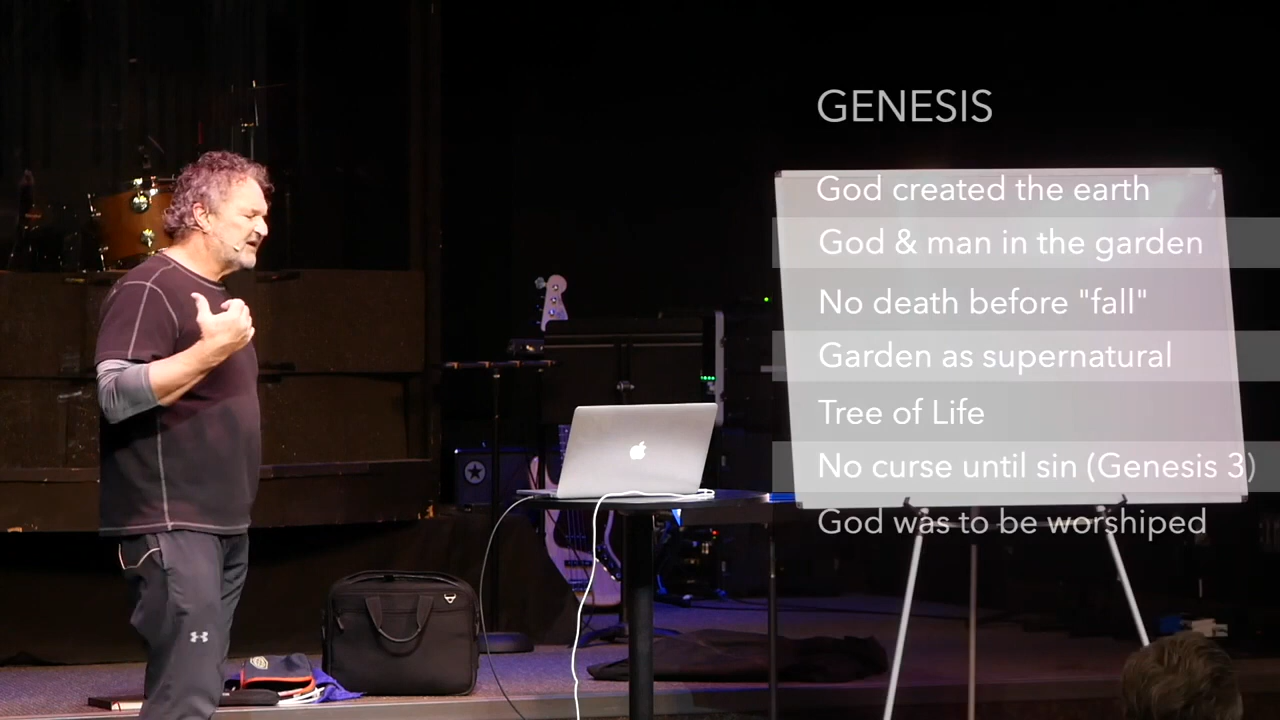 GENESIS
God created the earth
God & man in the garden
No death before "fall"
Garden as supernatural
Tree of Life
No curse until sin (Genesis 3)
God was to be worshiped